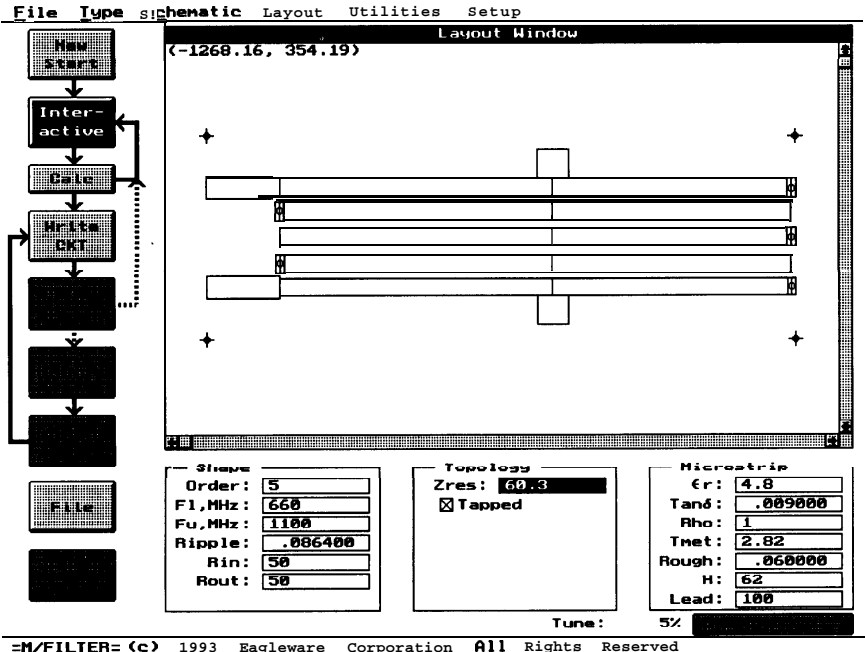 File Type S!chematic Layout Utilities Setup
Layout Window
(-1268.16, 354.19)
New
Start
Inter-
active
Calc
Write
CKT
File
Shape
Order: 5
Fl,MHz: 660
Fu,MHz: 1100
Ripple: .086400
Rin: 50
Rout: 50
Topology
Zres: 60.3
Tapped
Microstrip
εr: 4.8
Tanδ: .009000
Rho: 1
Tmet: 2.82
Rough: .060000
H: 62
Lead: 100
Tune: 5%
=M/FILTER= (c) 1993 Eagleware Corporation All Rights Reserved